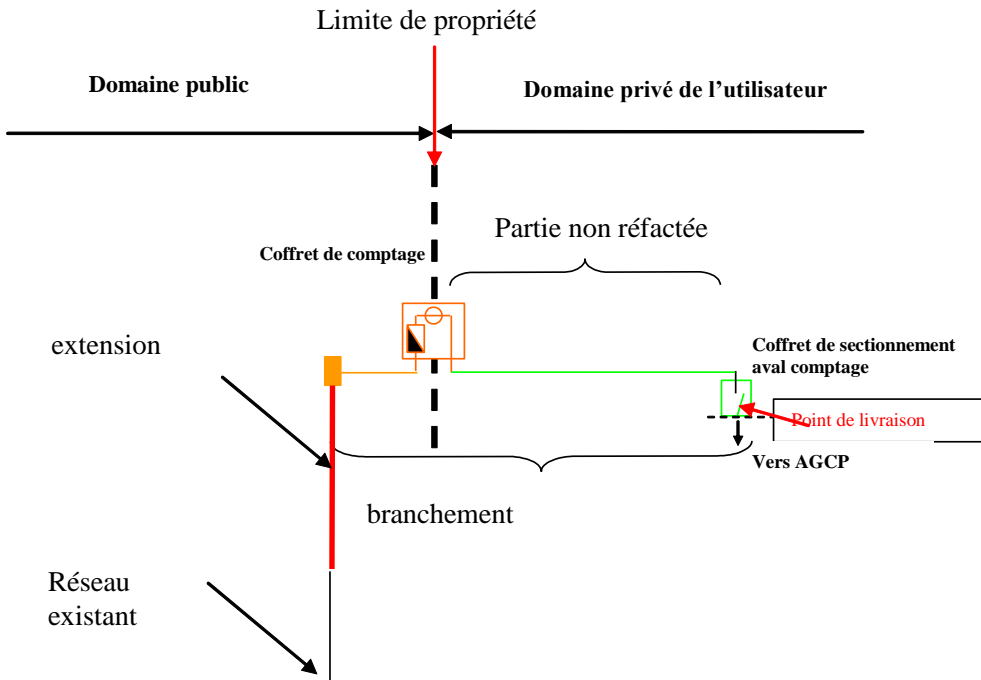 Limite de propriété
Domaine public
Domaine privé de l'utilisateur
Partie non réfactée
Coffret de comptage
extension
Coffret de sectionnement
aval comptage
Point de livraison
Vers AGCP
branchement
Réseau
existant